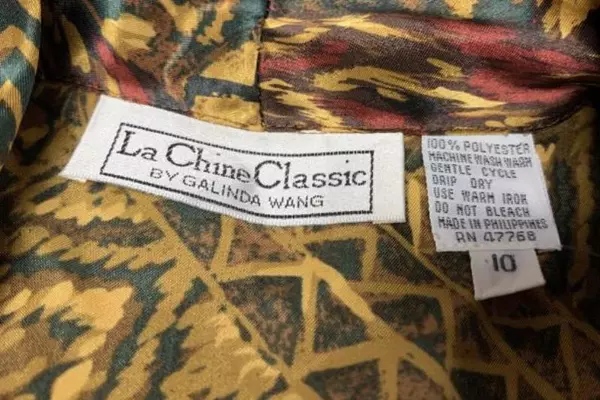 La Chine Classic
BY GALINDA WANG
100% POLYESTER
MACHINE WASH WARM
GENTLE CYCLE
DRIP DRY
USE WARM IRON
DO NOT BLEACH
MADE IN PHILIPPINES
RN 47768
10